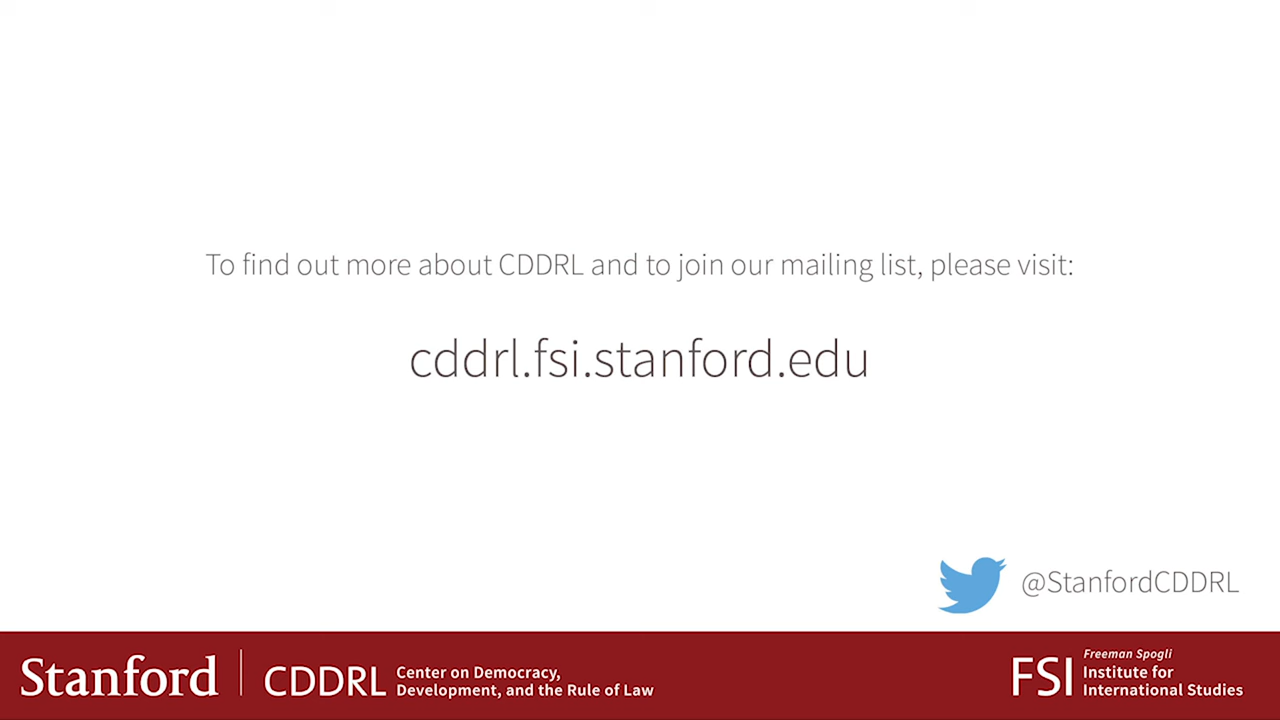 To find out more about CDDRL and to join our mailing list, please visit:
cddrl.fsi.stanford.edu
@StanfordCDDRL
Stanford
CDDRL
Center on Democracy,
Development, and the Rule of Law
FSI
Freeman Spogli
Institute for
International Studies